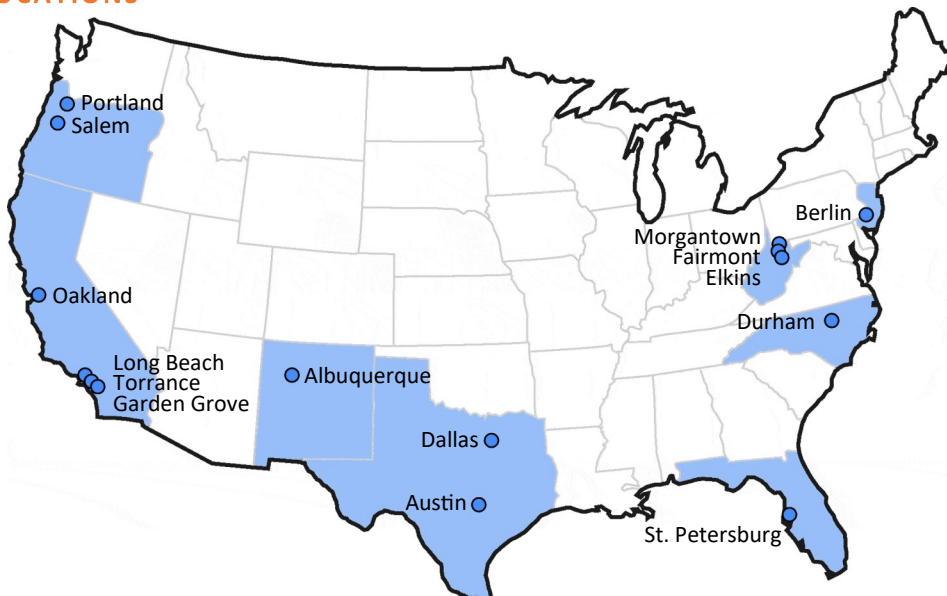 Portland
Salem
Berlin
Morgantown
Fairmont
Elkins
Oakland
Durham
Long Beach
Torrance
Garden Grove
Albuquerque
Dallas
Austin
St. Petersburg